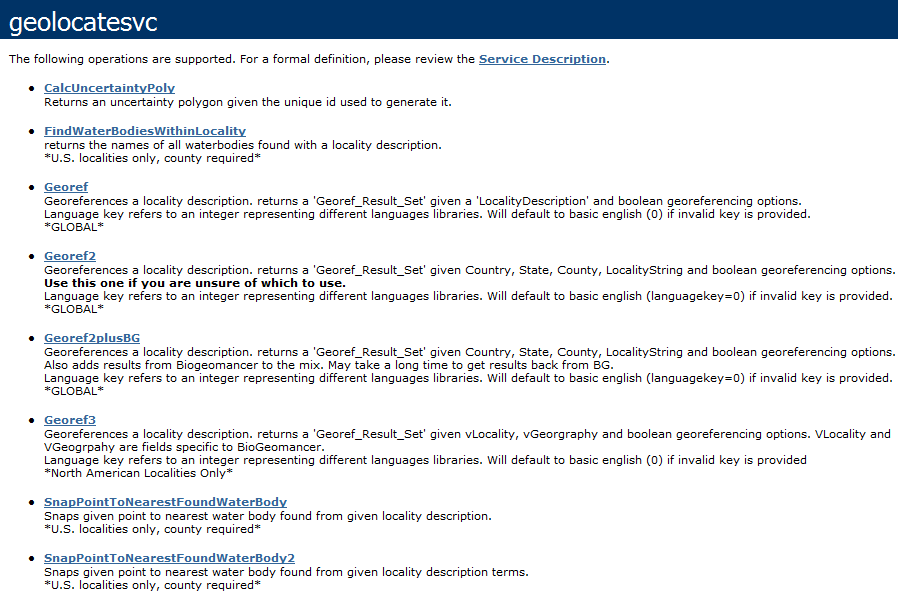 geolocatesvc
The following operations are supported. For a formal definition, please review the Service Description.
CalcUncertaintyPoly
Returns an uncertainty polygon given the unique id used to generate it.
FindWaterBodiesWithinLocality
returns the names of all waterbodies found with a locality description.
*U.S. localities only, county required*
Georef
Georeferences a locality description. returns a 'Georef_Result_Set' given a 'LocalityDescription' and boolean georeferencing options.
Language key refers to an integer representing different languages libraries. Will default to basic english (0) if invalid key is provided.
*GLOBAL*
Georef2
Georeferences a locality description. returns a 'Georef_Result_Set' given Country, State, County, LocalityString and boolean georeferencing options.
Use this one if you are unsure of which to use.
Language key refers to an integer representing different languages libraries. Will default to basic english (languagekey=0) if invalid key is provided.
*GLOBAL*
Georef2plusBG
Georeferences a locality description. returns a 'Georef_Result_Set' given Country, State, County, LocalityString and boolean georeferencing options.
Also adds results from Biogeomancer to the mix. May take a long time to get results back from BG.
Language key refers to an integer representing different languages libraries. Will default to basic english (languagekey=0) if invalid key is provided.
*GLOBAL*
Georef3
Georeferences a locality description. returns a 'Georef_Result_Set' given vLocality, vGeorgraphy and boolean georeferencing options. VLocality and
VGeogrpahy are fields specific to BioGeomancer.
Language key refers to an integer representing different languages libraries. Will default to basic english (0) if invalid key is provided
*North American Localities Only*
SnapPointToNearestFoundWaterBody
Snaps given point to nearest water body found from given locality description.
*U.S. localities only, county required*
SnapPointToNearestFoundWaterBody2
Snaps given point to nearest water body found from given locality description terms.
*U.S. localities only, county required*